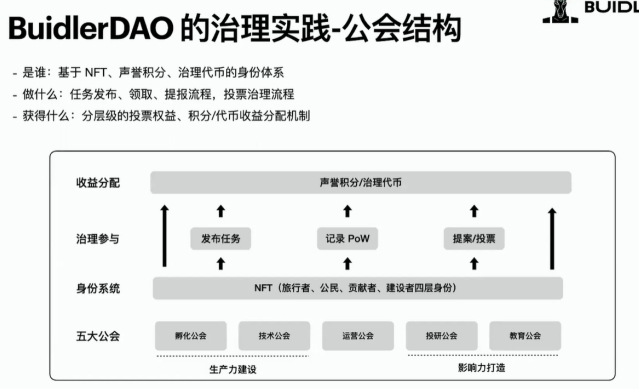 BUIDL
BuidlerDAO 的治理实践-公会结构
- 是谁：基于 NFT、声誉积分、治理代币的身份体系
- 做什么：任务发布、领取、提报流程，投票治理流程
- 获得什么：分层级的投票权益、积分/代币收益分配机制
收益分配 声誉积分/治理代币
治理参与 发布任务 记录 PoW 提案/投票
身份系统 NFT（旅行者、公民、贡献者、建设者四层身份）
五大公会 孵化公会 技术公会 运营公会 投研公会 教育公会
生产力建设 影响力打造